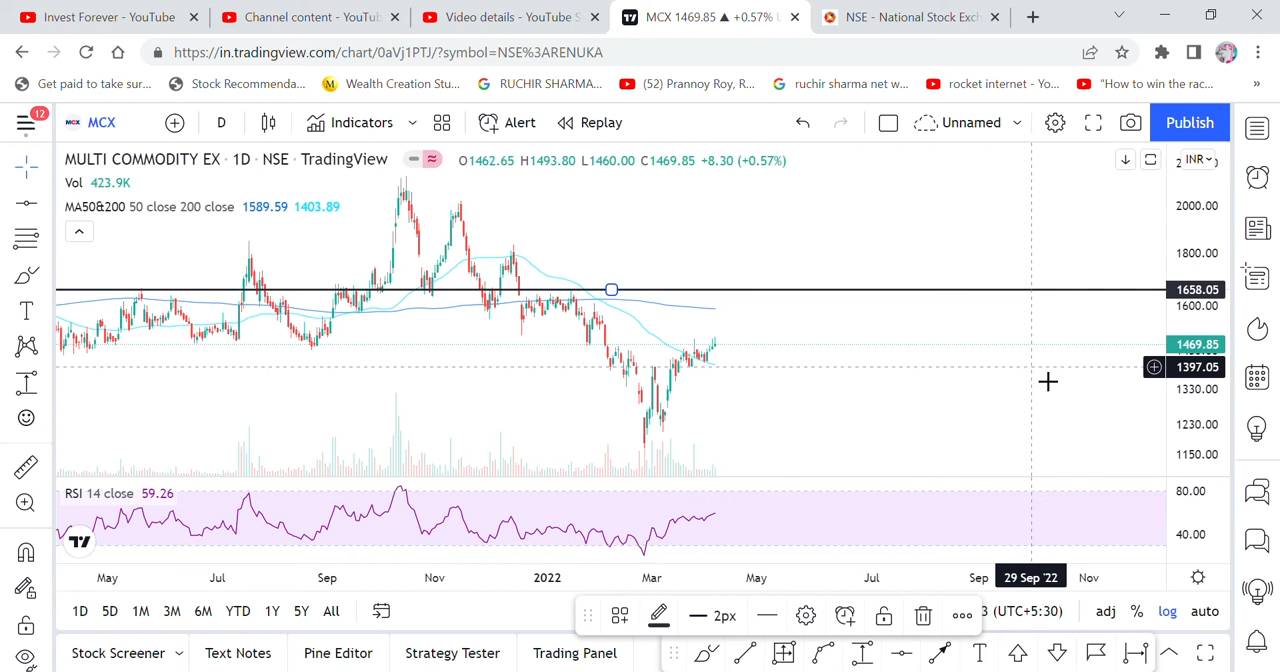 Invest Forever - YouTube
Channel content - YouTub
Video details - YouTube S
MCX 1469.85 ▲ +0.57%
NSE - National Stock Exch
https://in.tradingview.com/chart/0aVj1PTJ/?symbol=NSE%3ARENUKA
Get paid to take sur...
Stock Recommenda...
Wealth Creation Stu...
RUCHIR SHARMA...
(52) Prannoy Roy, R...
ruchir sharma net w...
rocket internet - Yo...
"How to win the rac...
»
12
MCX
D
Indicators
Alert
Replay
Unnamed
Publish
MULTI COMMODITY EX · 1D · NSE · TradingView
O1462.65 H1493.80 L1460.00 C1469.85 +8.30 (+0.57%)
INR
Vol 423.9K
MA50&200 50 close 200 close 1589.59 1403.89
2000.00
1800.00
1658.05
1600.00
1469.85
1397.05
1330.00
1230.00
1150.00
RSI 14 close 59.26
80.00
40.00
May
Jul
Sep
Nov
2022
Mar
May
Jul
Sep
29 Sep '22
Nov
1D 5D 1M 3M 6M YTD 1Y 5Y All
2px
3 (UTC+5:30)
adj % log auto
Stock Screener
Text Notes
Pine Editor
Strategy Tester
Trading Panel